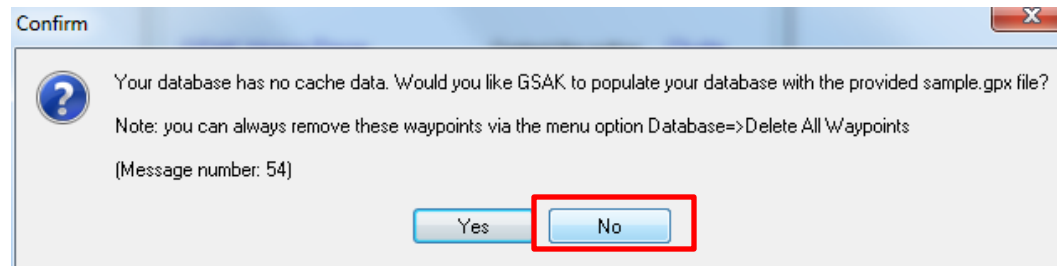 Confirm
X
Your database has no cache data. Would you like GSAK to populate your database with the provided sample.gpx file?
Note: you can always remove these waypoints via the menu option Database=>Delete All Waypoints
(Message number: 54)
Yes
No